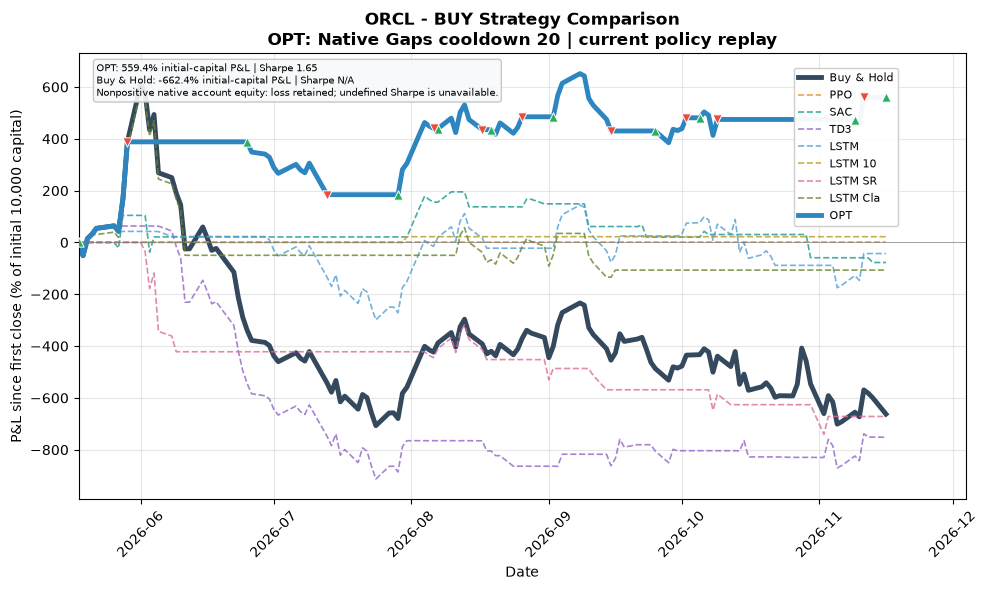 ORCL - BUY Strategy Comparison
OPT: Native Gaps cooldown 20 | current policy replay
OPT: 559.4% initial-capital P&L | Sharpe 1.65
Buy & Hold: -662.4% initial-capital P&L | Sharpe N/A
Nonpositive native account equity: loss retained; undefined Sharpe is unavailable.
Buy & Hold
PPO
SAC
TD3
LSTM
LSTM 10
LSTM SR
LSTM Cla
OPT
P&L since first close (% of initial 10,000 capital)
600
400
200
0
−200
−400
−600
−800
2026-06
2026-07
2026-08
2026-09
2026-10
2026-11
2026-12
Date